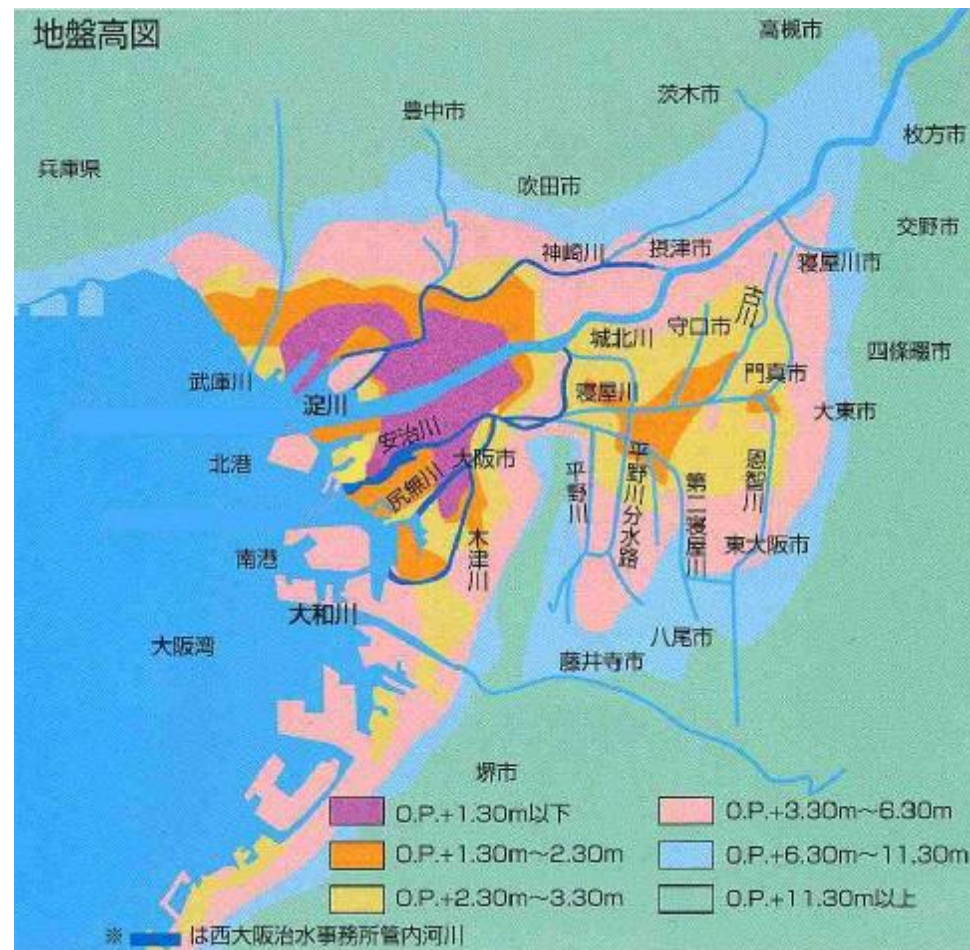 地盤高図
高槻市
茨木市
豊中市
枚方市
兵庫県
吹田市
交野市
神崎川
摂津市
寝屋川市
古川
守口市
城北川
四條畷市
武庫川
門真市
寝屋川
淀川
大東市
安治川
北港
大阪市
尻無川
平野川
平野川分水路
第二寝屋川
恩智川
木津川
東大阪市
南港
大和川
八尾市
大阪湾
藤井寺市
堺市
O.P.+1.30m以下
O.P.+3.30m～6.30m
O.P.+1.30m～2.30m
O.P.+6.30m～11.30m
O.P.+2.30m～3.30m
O.P.+11.30m以上
※ は西大阪治水事務所管内河川